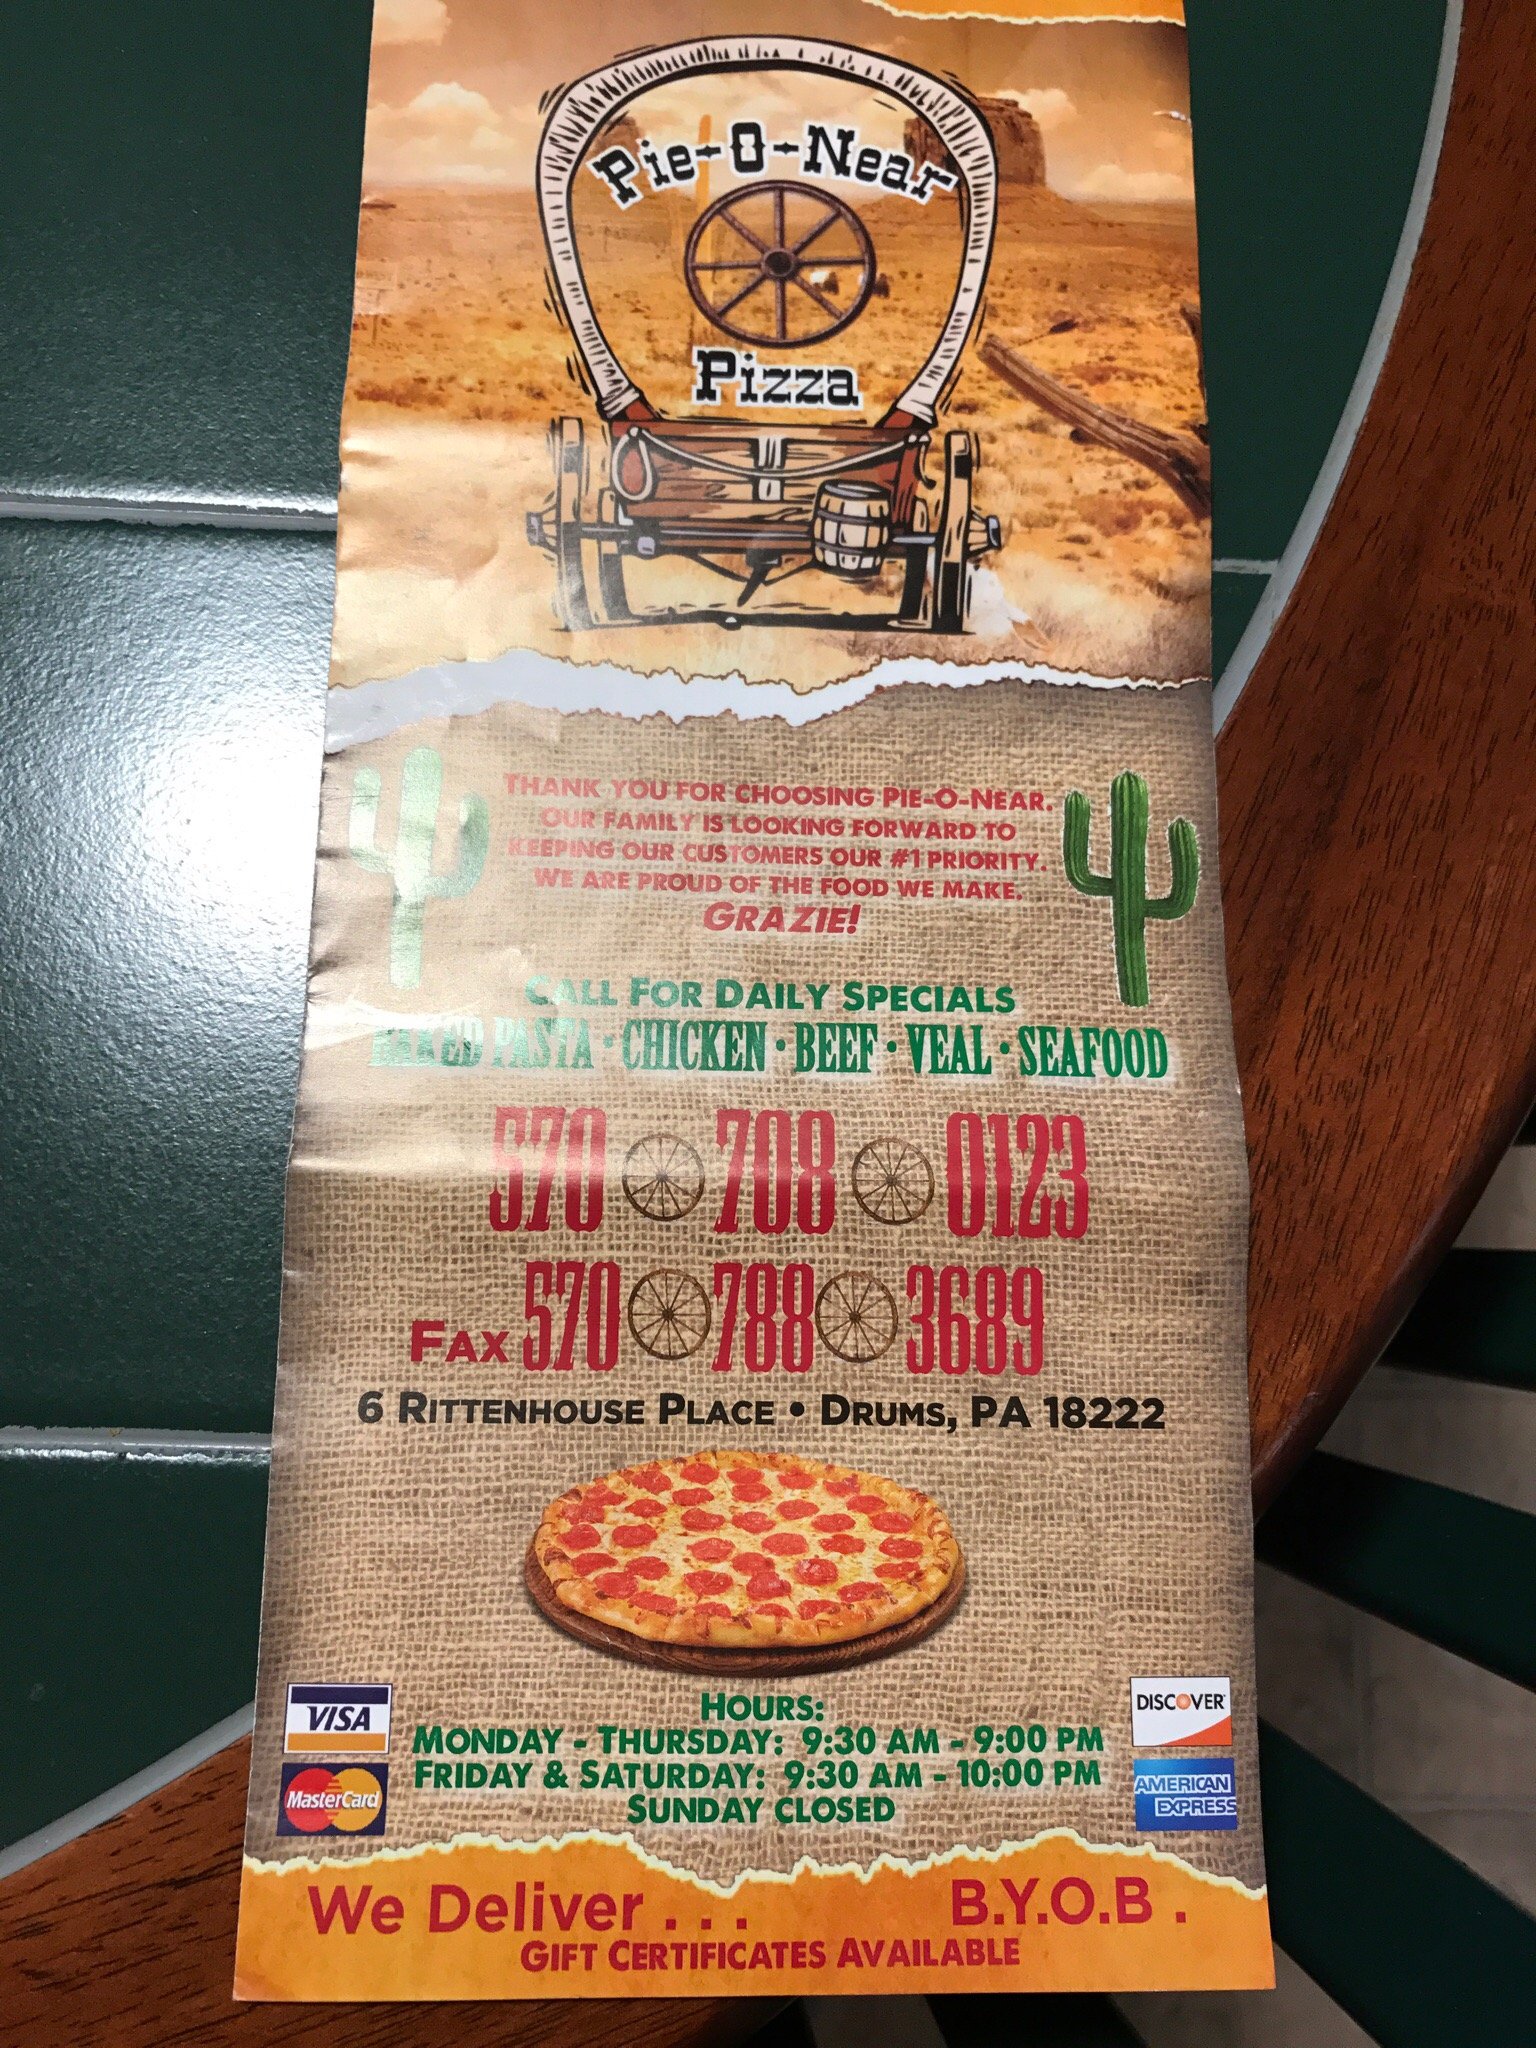 Pie-O-Near
Pizza
THANK YOU FOR CHOOSING PIE-O-NEAR.
OUR FAMILY IS LOOKING FORWARD TO
KEEPING OUR CUSTOMERS OUR #1 PRIORITY.
WE ARE PROUD OF THE FOOD WE MAKE.
GRAZIE!
CALL FOR DAILY SPECIALS
BAKED PASTA • CHICKEN • BEEF • VEAL • SEAFOOD
570 708 0123
FAX 570 788 3689
6 RITTENHOUSE PLACE • DRUMS, PA 18222
HOURS:
MONDAY - THURSDAY: 9:30 AM - 9:00 PM
FRIDAY & SATURDAY: 9:30 AM - 10:00 PM
SUNDAY CLOSED
VISA
MasterCard
DISCOVER
AMERICAN
EXPRESS
We Deliver . . . B.Y.O.B .
GIFT CERTIFICATES AVAILABLE